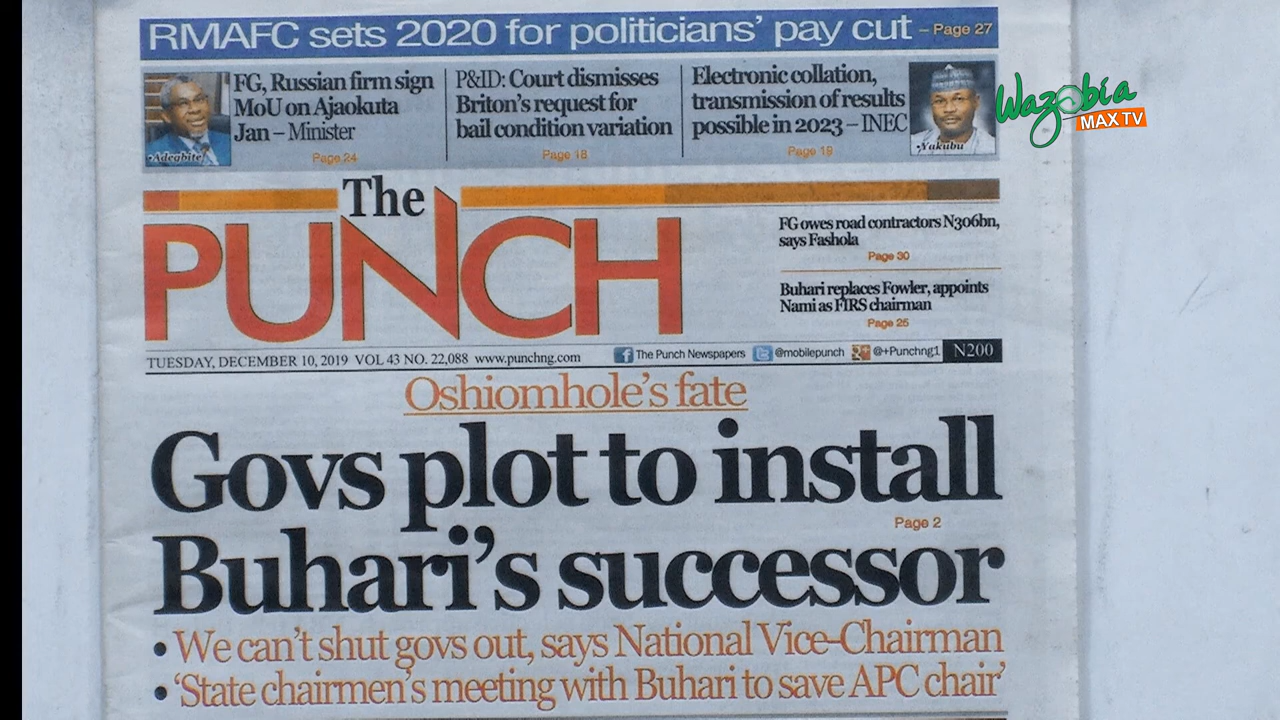 RMAFC sets 2020 for politicians' pay cut – Page 27
FG, Russian firm sign
MoU on Ajaokuta
Jan – Minister
Page 24
•Adegbite
P&ID: Court dismisses
Briton's request for
bail condition variation
Page 18
Electronic collation,
transmission of results
possible in 2023 – INEC
Page 19
•Yakubu
Wazobia
MAX TV
The
PUNCH
FG owes road contractors N306bn,
says Fashola
Page 30
Buhari replaces Fowler, appoints
Nami as FIRS chairman
Page 25
TUESDAY, DECEMBER 10, 2019 VOL 43 NO. 22,088 www.punchng.com The Punch Newspapers @mobilepunch @+Punchng1 N200
Oshiomhole's fate
Govs plot to install
Page 2
Buhari's successor
• We can't shut govs out, says National Vice-Chairman
• 'State chairmen's meeting with Buhari to save APC chair'